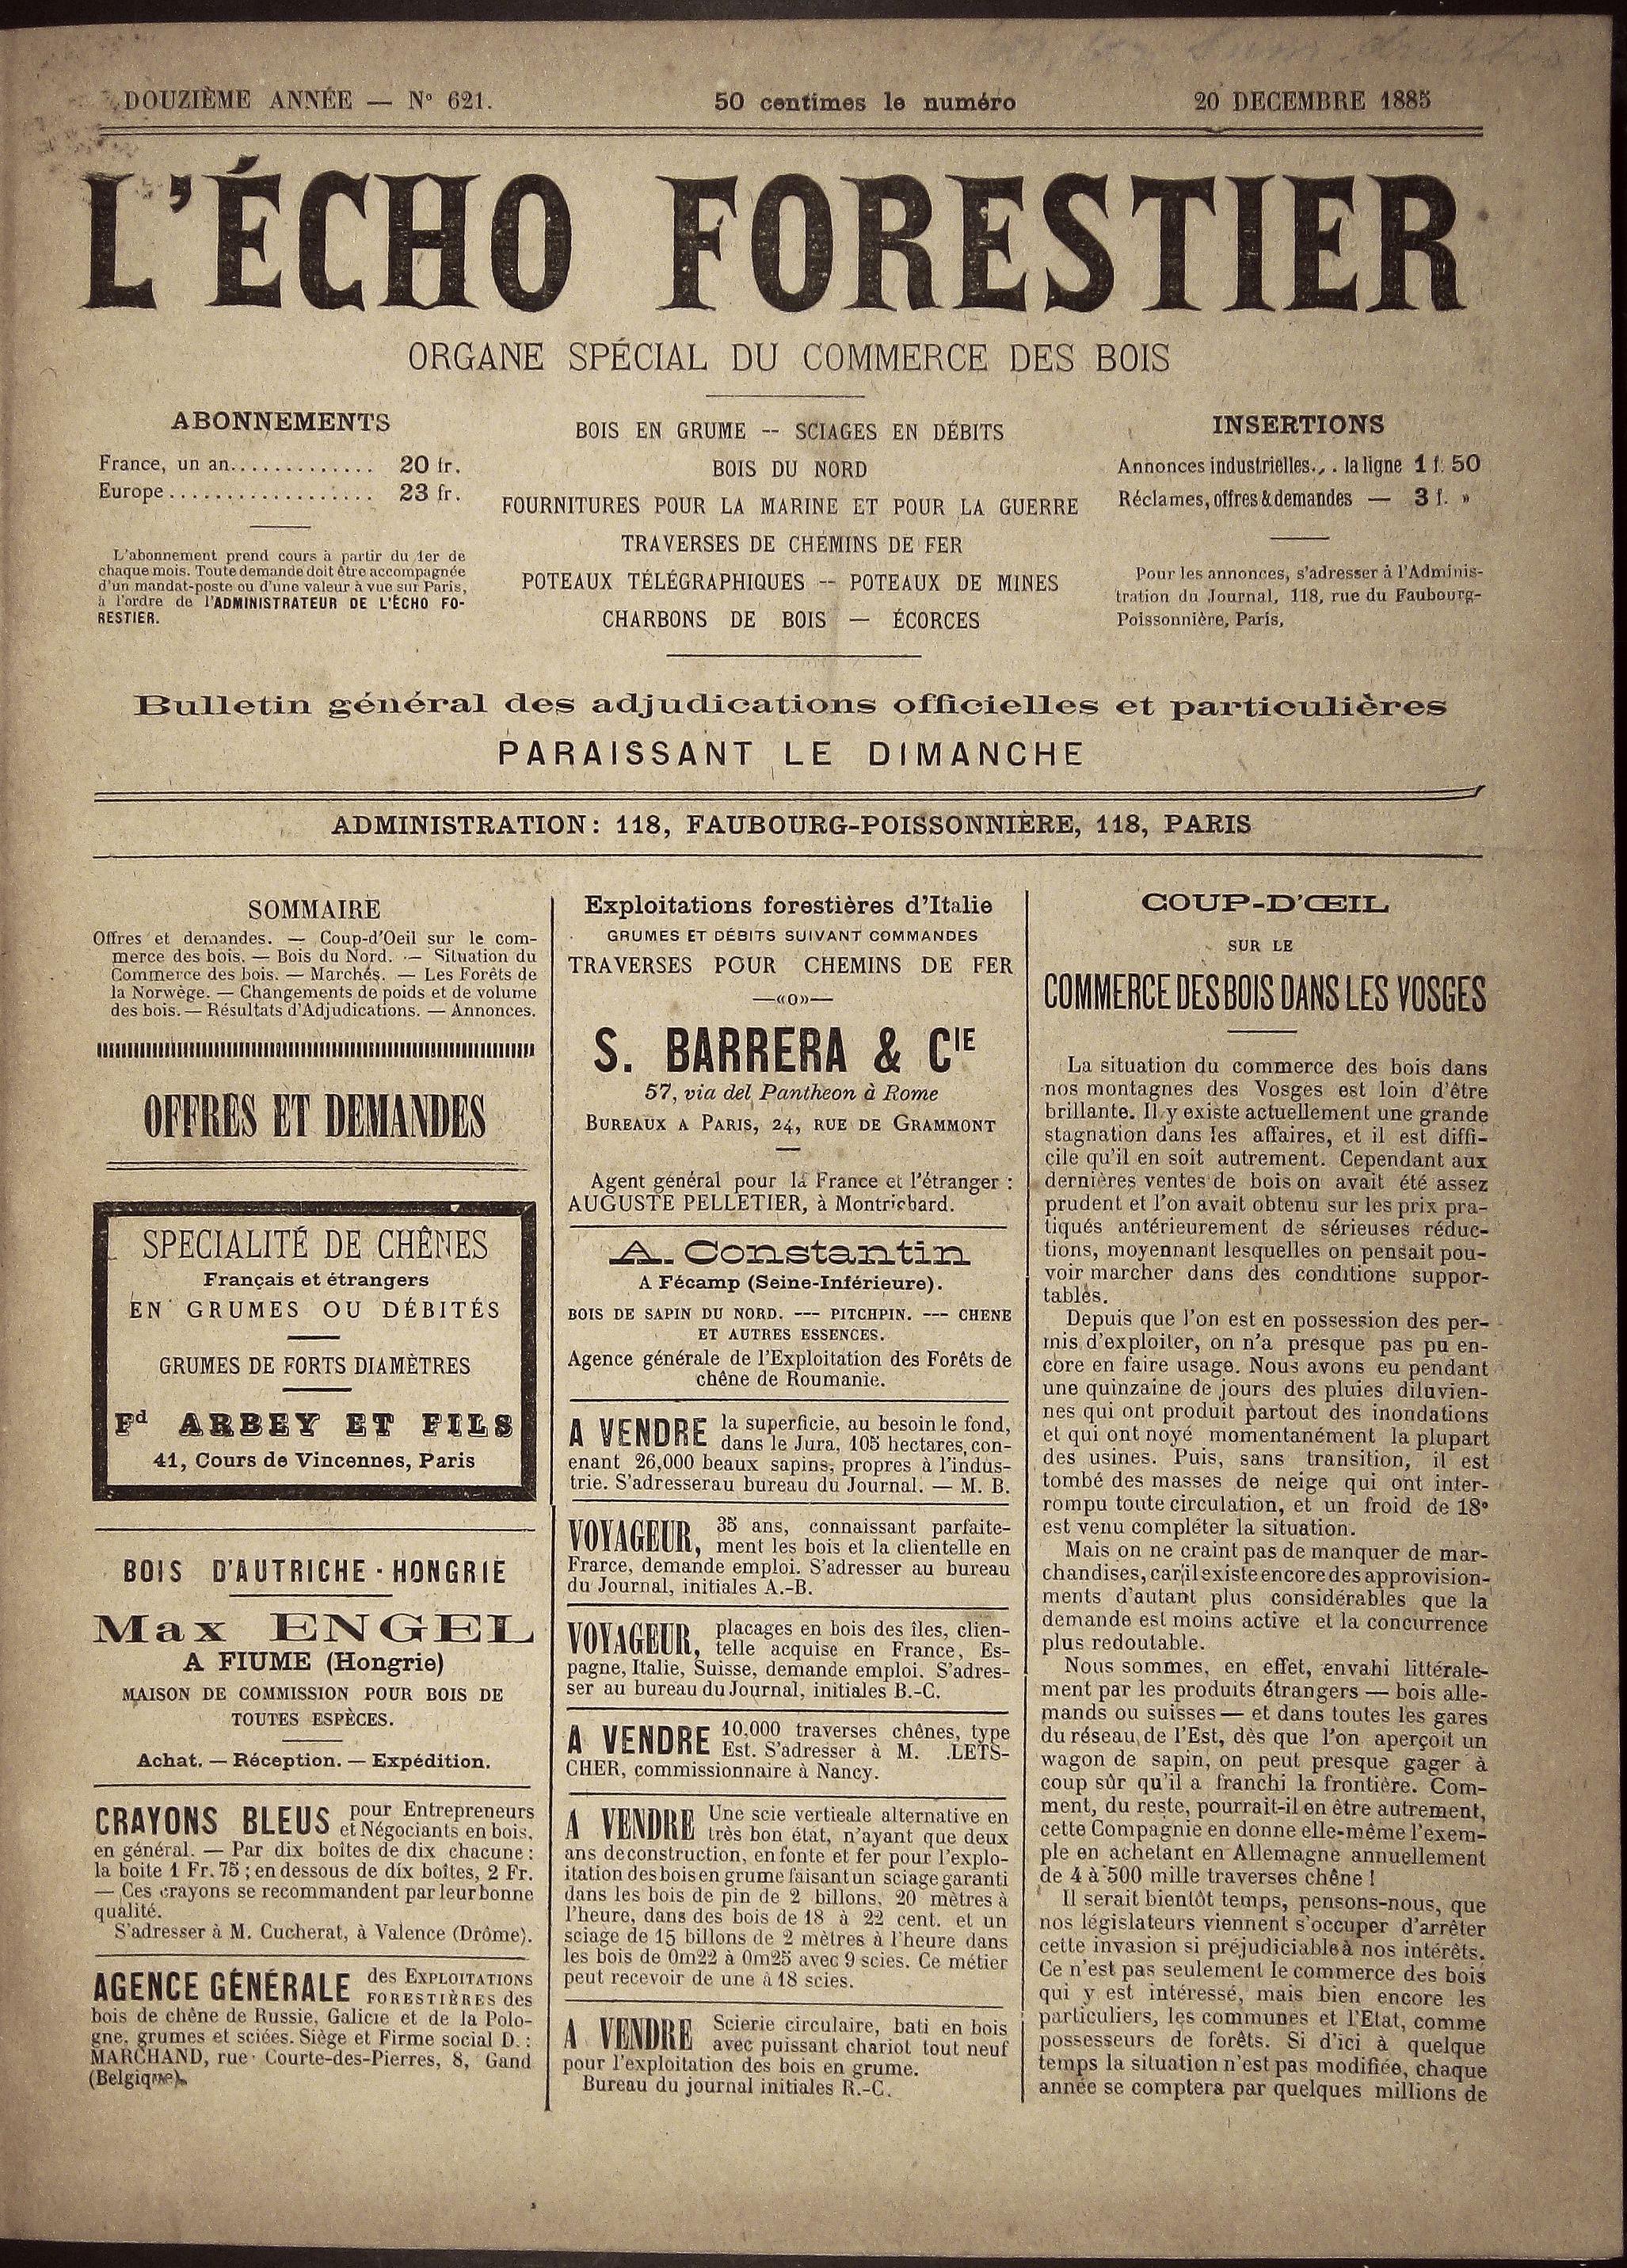 DOUZIÈME ANNÉE — N° 621.
50 centimes le numéro
20 DECEMBRE 1885
L'ÉCHO FORESTIER
ORGANE SPÉCIAL DU COMMERCE DES BOIS
ABONNEMENTS
France, un an............. 20 fr.
Europe.................. 23 fr.
L'abonnement prend cours à partir du 1er de
chaque mois. Toute demande doit être accompagnée
d'un mandat-poste ou d'une valeur à vue sur Paris,
à l'ordre de l'ADMINISTRATEUR DE L'ÉCHO FO-
RESTIER.
BOIS EN GRUME -- SCIAGES EN DÉBITS
BOIS DU NORD
FOURNITURES POUR LA MARINE ET POUR LA GUERRE
TRAVERSES DE CHEMINS DE FER
POTEAUX TÉLÉGRAPHIQUES -- POTEAUX DE MINES
CHARBONS DE BOIS — ÉCORCES
INSERTIONS
Annonces industrielles... la ligne 1 f. 50
Réclames, offres & demandes — 3 f. »
Pour les annonces, s'adresser à l'Adminis-
tration du Journal, 118, rue du Faubourg-
Poissonnière, Paris,
Bulletin général des adjudications officielles et particulières
PARAISSANT LE DIMANCHE
ADMINISTRATION: 118, FAUBOURG-POISSONNIÈRE, 118, PARIS
SOMMAIRE
Offres et demandes. — Coup-d'Oeil sur le com-
merce des bois. — Bois du Nord. — Situation du
Commerce des bois. — Marchés. — Les Forêts de
la Norwège. — Changements de poids et de volume
des bois. — Résultats d'Adjudications. — Annonces.
OFFRES ET DEMANDES
SPECIALITÉ DE CHÊNES
Français et étrangers
EN GRUMES OU DÉBITÉS
GRUMES DE FORTS DIAMÈTRES
Fd ARBEY ET FILS
41, Cours de Vincennes, Paris
BOIS D'AUTRICHE - HONGRIE
Max ENGEL
A FIUME (Hongrie)
MAISON DE COMMISSION POUR BOIS DE
TOUTES ESPÈCES.
Achat. — Réception. — Expédition.
CRAYONS BLEUS pour Entrepreneurs
et Négociants en bois,
en général. — Par dix boîtes de dix chacune:
la boite 1 Fr. 75; en dessous de dix boîtes, 2 Fr.
— Ces crayons se recommandent par leur bonne
qualité.
S'adresser à M. Cucherat, à Valence (Drôme).
AGENCE GÉNÉRALE des EXPLOITATIONS
FORESTIÈRES des
bois de chêne de Russie, Galicie et de la Polo-
gne, grumes et sciées. Siège et Firme social D.:
MARCHAND, rue Courte-des-Pierres, 8, Gand
(Belgique).
Exploitations forestières d'Italie
GRUMES ET DÉBITS SUIVANT COMMANDES
TRAVERSES POUR CHEMINS DE FER
—«O»—
S. BARRERA & CIE
57, via del Pantheon à Rome
BUREAUX A PARIS, 24, RUE DE GRAMMONT
Agent général pour la France et l'étranger :
AUGUSTE PELLETIER, à Montrichard.
A. Constantin
A Fécamp (Seine-Inférieure).
BOIS DE SAPIN DU NORD. --- PITCHPIN. --- CHENE
ET AUTRES ESSENCES.
Agence générale de l'Exploitation des Forêts de
chêne de Roumanie.
A VENDRE la superficie, au besoin le fond,
dans le Jura, 105 hectares, con-
enant 26,000 beaux sapins, propres à l'indus-
trie. S'adresserau bureau du Journal. — M. B.
VOYAGEUR, 35 ans, connaissant parfaite-
ment les bois et la clientelle en
Frarce, demande emploi. S'adresser au bureau
du Journal, initiales A.-B.
VOYAGEUR, placages en bois des îles, clien-
telle acquise en France, Es-
pagne, Italie, Suisse, demande emploi. S'adres-
ser au bureau du Journal, initiales B.-C.
A VENDRE 10.000 traverses chênes, type
Est. S'adresser à M. .LETS-
CHER, commissionnaire à Nancy.
A VENDRE Une scie vertieale alternative en
très bon état, n'ayant que deux
ans deconstruction, en fonte et fer pour l'explo-
itation des bois en grume faisant un sciage garanti
dans les bois de pin de 2 billons, 20 mètres à
l'heure, dans des bois de 18 à 22 cent. et un
sciage de 15 billons de 2 mètres à l'heure dans
les bois de 0m22 à 0m25 avec 9 scies. Ce métier
peut recevoir de une à 18 scies.
A VENDRE Scierie circulaire, bati en bois
avec puissant chariot tout neuf
pour l'exploitation des bois en grume.
Bureau du journal initiales R.-C.
COUP-D'ŒIL
SUR LE
COMMERCE DES BOIS DANS LES VOSGES
La situation du commerce des bois dans
nos montagnes des Vosges est loin d'être
brillante. Il y existe actuellement une grande
stagnation dans les affaires, et il est diffi-
cile qu'il en soit autrement. Cependant aux
dernières ventes de bois on avait été assez
prudent et l'on avait obtenu sur les prix pra-
tiqués antérieurement de sérieuses réduc-
tions, moyennant lesquelles on pensait pou-
voir marcher dans des conditions suppor-
tables.
Depuis que l'on est en possession des per-
mis d'exploiter, on n'a presque pas pu en-
core en faire usage. Nous avons eu pendant
une quinzaine de jours des pluies diluvien-
nes qui ont produit partout des inondations
et qui ont noyé momentanément la plupart
des usines. Puis, sans transition, il est
tombé des masses de neige qui ont inter-
rompu toute circulation, et un froid de 18°
est venu compléter la situation.
Mais on ne craint pas de manquer de mar-
chandises, car il existe encore des approvision-
ments d'autant plus considérables que la
demande est moins active et la concurrence
plus redoutable.
Nous sommes, en effet, envahi littérale-
ment par les produits étrangers — bois alle-
mands ou suisses — et dans toutes les gares
du réseau de l'Est, dès que l'on aperçoit un
wagon de sapin, on peut presque gager à
coup sûr qu'il a franchi la frontière. Com-
ment, du reste, pourrait-il en être autrement,
cette Compagnie en donne elle-même l'exem-
ple en achetant en Allemagne annuellement
de 4 à 500 mille traverses chêne !
Il serait bientôt temps, pensons-nous, que
nos législateurs viennent s'occuper d'arrêter
cette invasion si préjudiciable à nos intérêts.
Ce n'est pas seulement le commerce des bois
qui y est intéressé, mais bien encore les
particuliers, les communes et l'Etat, comme
possesseurs de forêts. Si d'ici à quelque
temps la situation n'est pas modifiée, chaque
année se comptera par quelques millions de